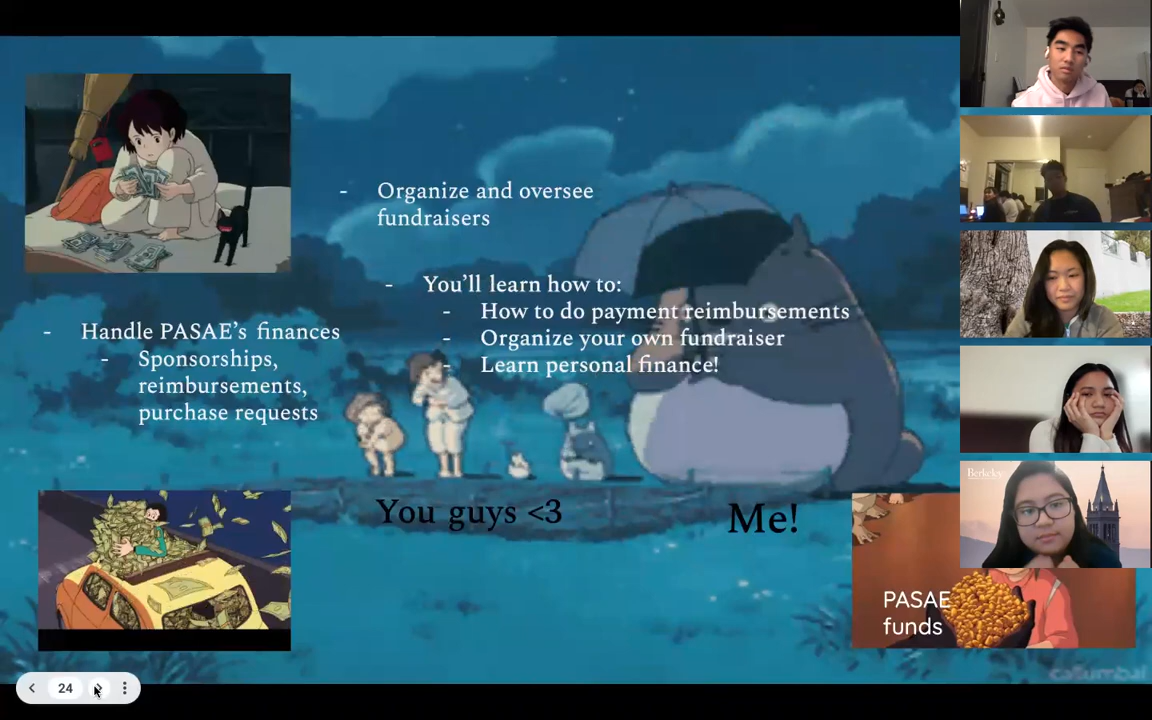 - Organize and oversee
fundraisers
- You'll learn how to:
- How to do payment reimbursements
- Organize your own fundraiser
- Learn personal finance!
- Handle PASAE's finances
- Sponsorships,
reimbursements,
purchase requests
You guys <3
Me!
PASAE
funds
Berkeley
24